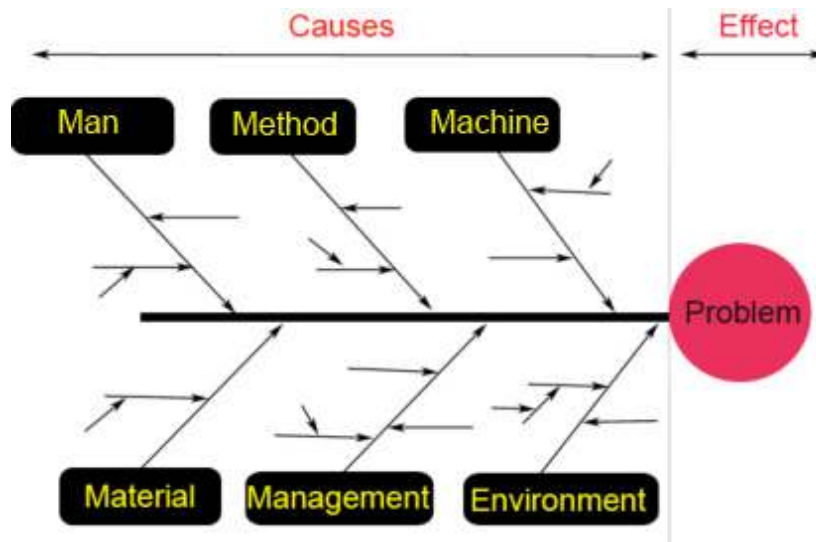 Causes
Effect
Man
Method
Machine
Problem
Material
Management
Environment